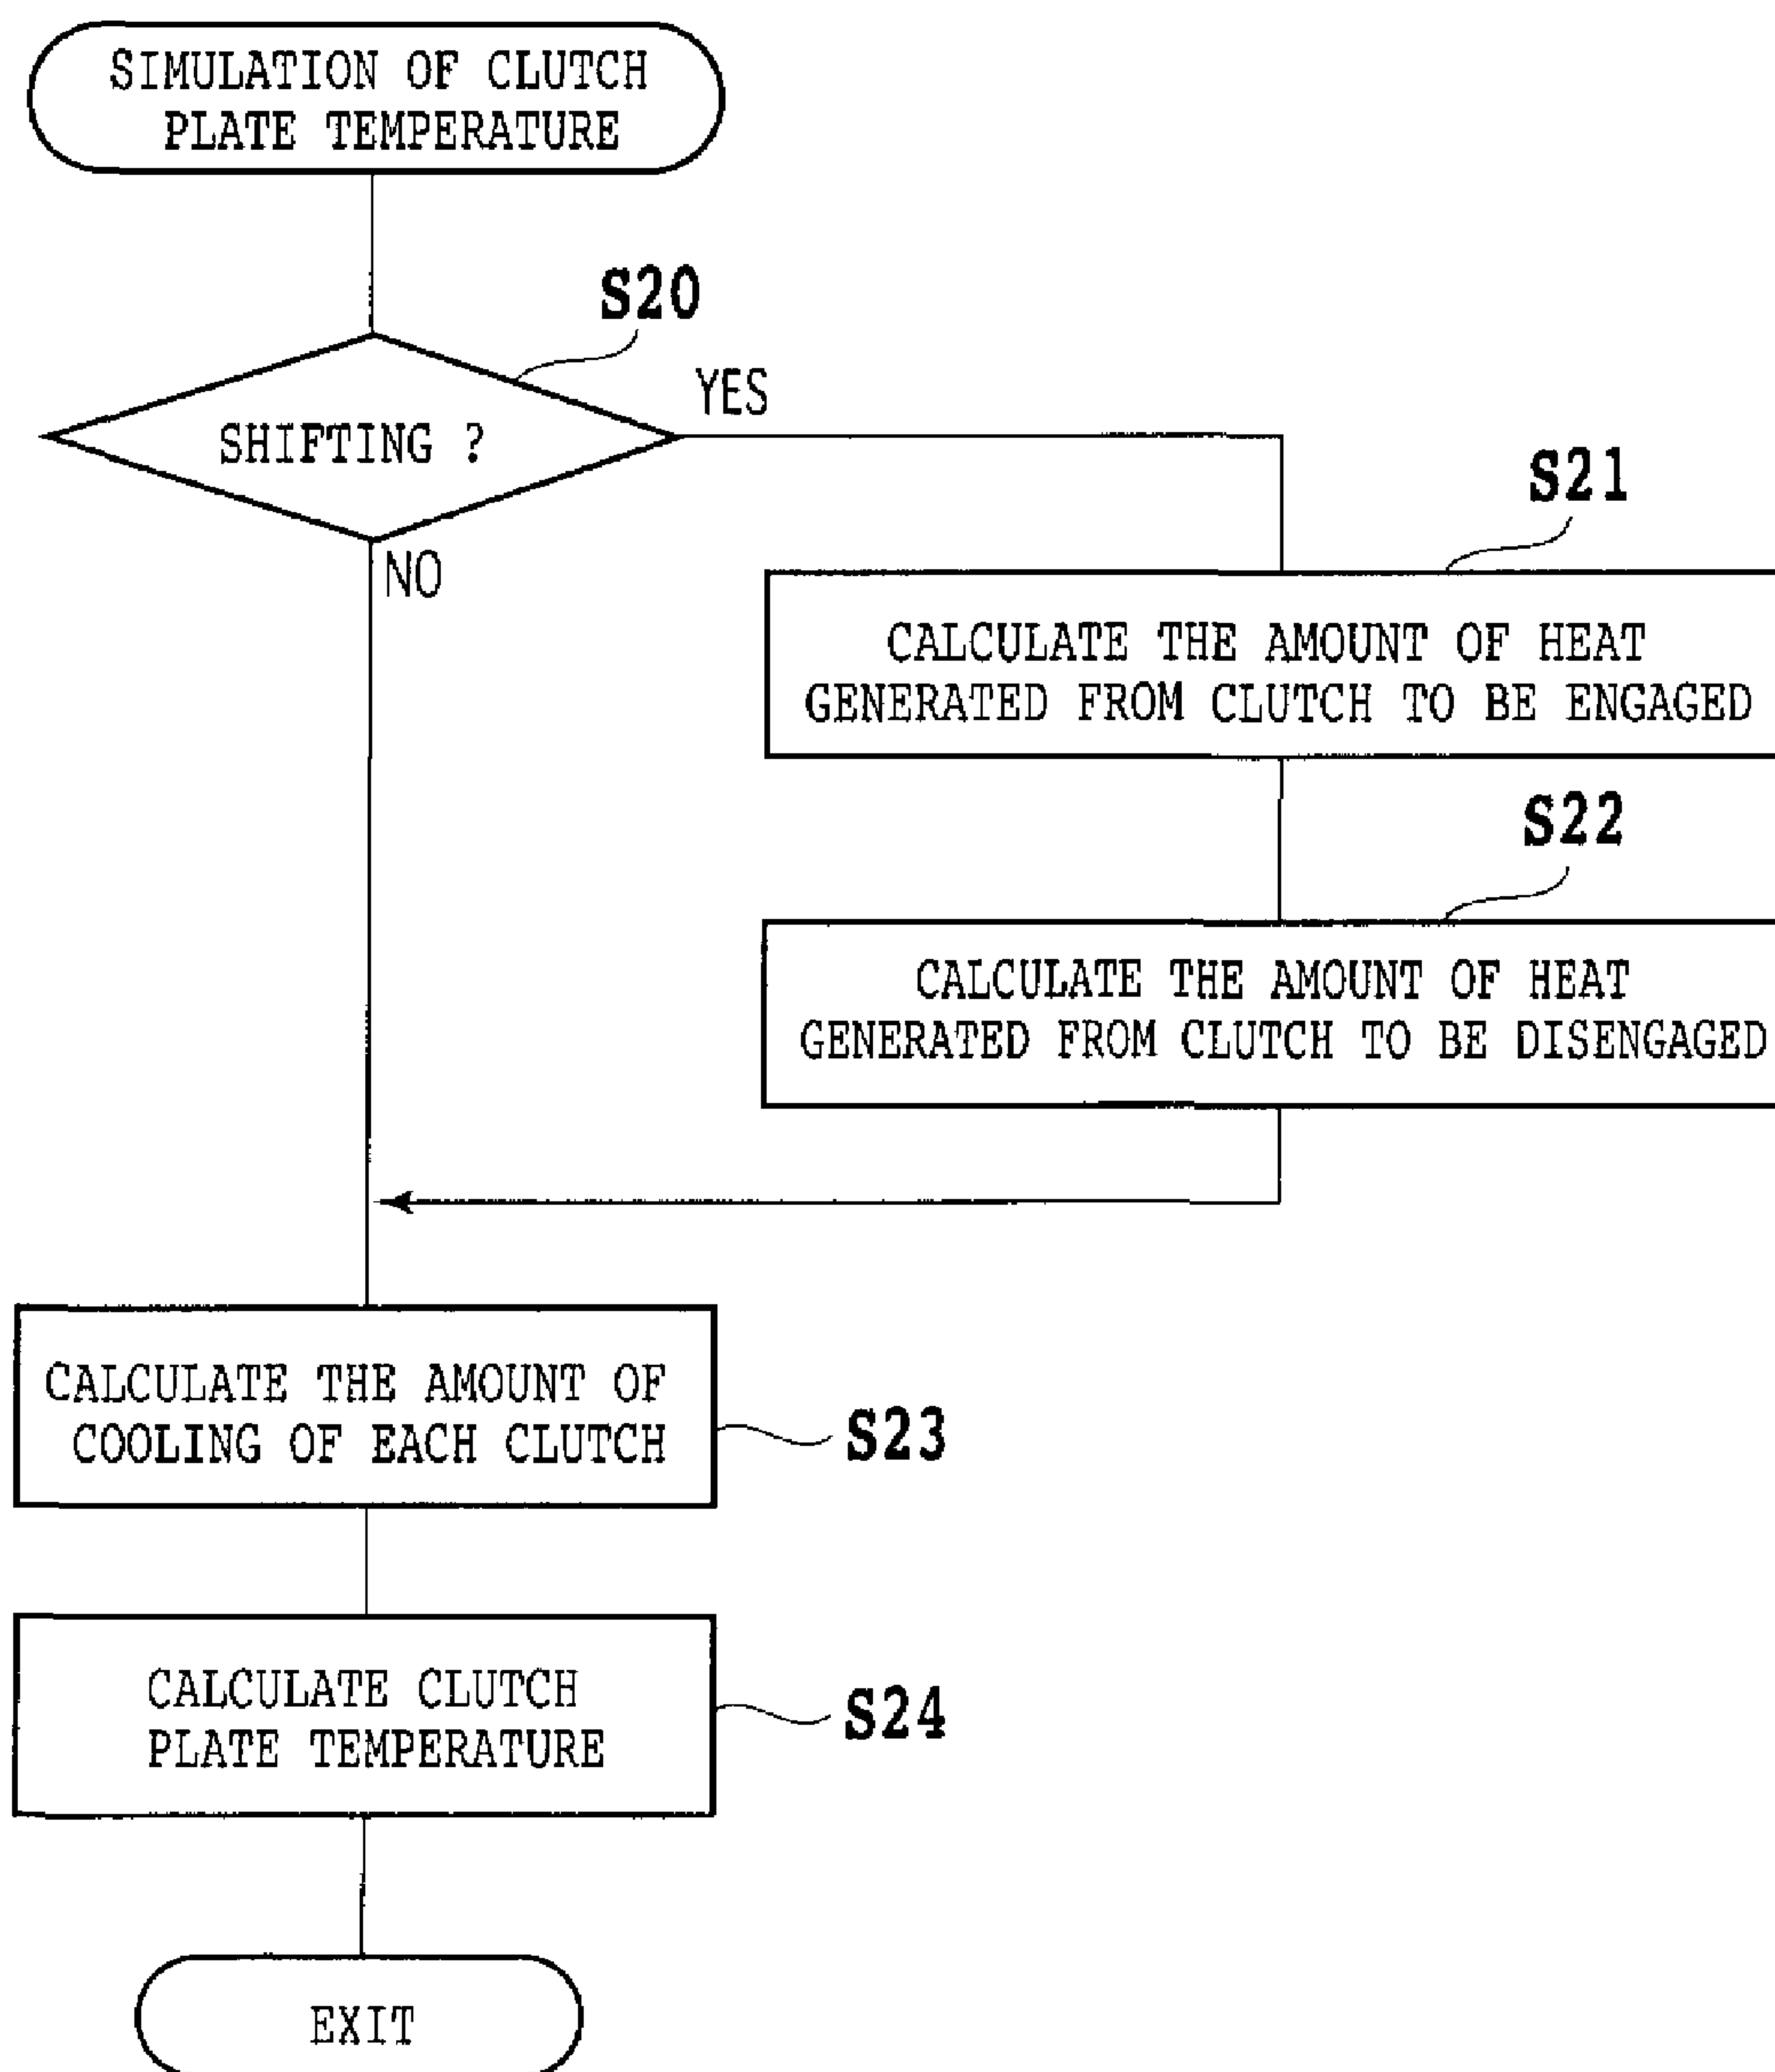 SIMULATION OF CLUTCH
PLATE TEMPERATURE
S20
YES
SHIFTING ?
NO
S21
CALCULATE THE AMOUNT OF HEAT
GENERATED FROM CLUTCH TO BE ENGAGED
S22
CALCULATE THE AMOUNT OF HEAT
GENERATED FROM CLUTCH TO BE DISENGAGED
CALCULATE THE AMOUNT OF
COOLING OF EACH CLUTCH
S23
CALCULATE CLUTCH
PLATE TEMPERATURE
S24
EXIT